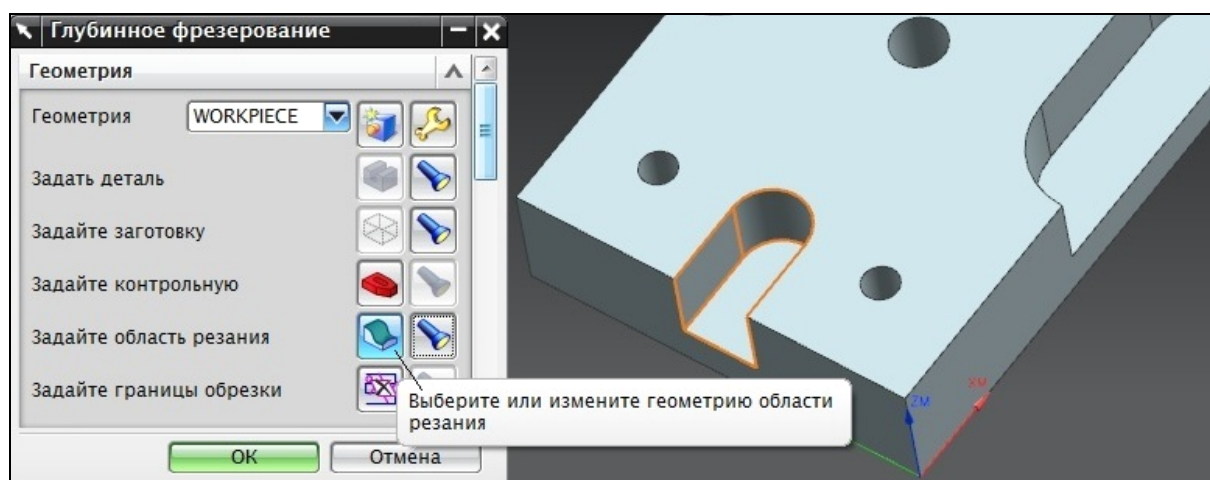 Глубинное фрезерование
Геометрия
Геометрия WORKPIECE
Задать деталь
Задайте заготовку
Задайте контрольную
Задайте область резания
Задайте границы обрезки
Выберите или измените геометрию области
резания
ОК Отмена
XM
ZM